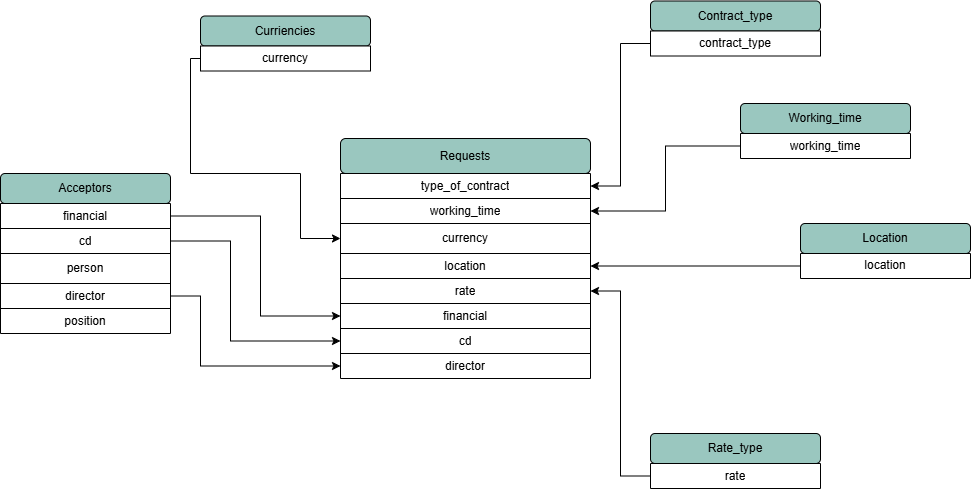 Curriencies
currency
Contract_type
contract_type
Working_time
working_time
Requests
type_of_contract
working_time
currency
location
rate
financial
cd
director
Acceptors
financial
cd
person
director
position
Location
location
Rate_type
rate